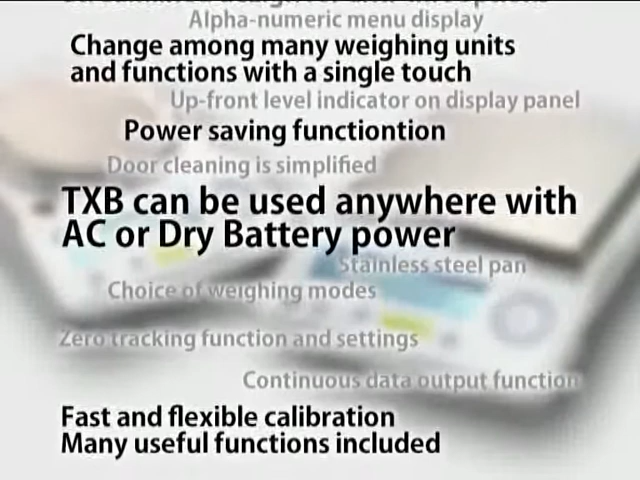 Alpha-numeric menu display
Change among many weighing units
and functions with a single touch
Up-front level indicator on display panel
Power saving functiontion
Door cleaning is simplified
TXB can be used anywhere with
AC or Dry Battery power
Stainless steel pan
Choice of weighing modes
Zero tracking function and settings
Continuous data output function
Fast and flexible calibration
Many useful functions included